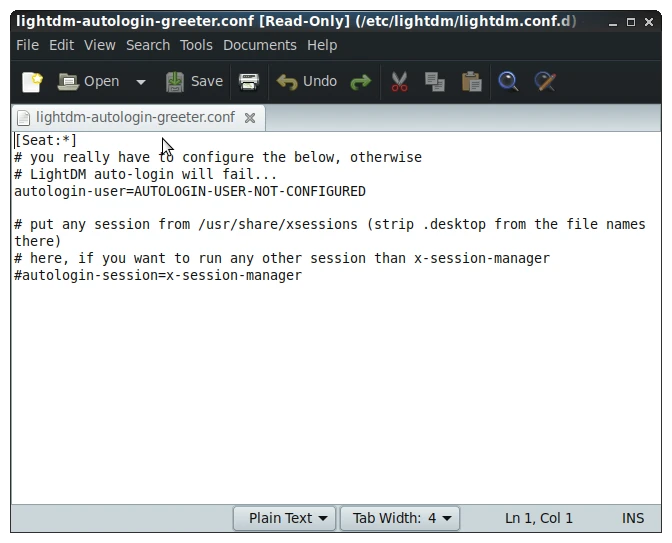 lightdm-autologin-greeter.conf [Read-Only] (/etc/lightdm/lightdm.conf.d)
File Edit View Search Tools Documents Help
Open Save Undo
lightdm-autologin-greeter.conf
[Seat:*]
# you really have to configure the below, otherwise
# LightDM auto-login will fail...
autologin-user=AUTOLOGIN-USER-NOT-CONFIGURED
# put any session from /usr/share/xsessions (strip .desktop from the file names
there)
# here, if you want to run any other session than x-session-manager
#autologin-session=x-session-manager
Plain Text Tab Width: 4 Ln 1, Col 1 INS